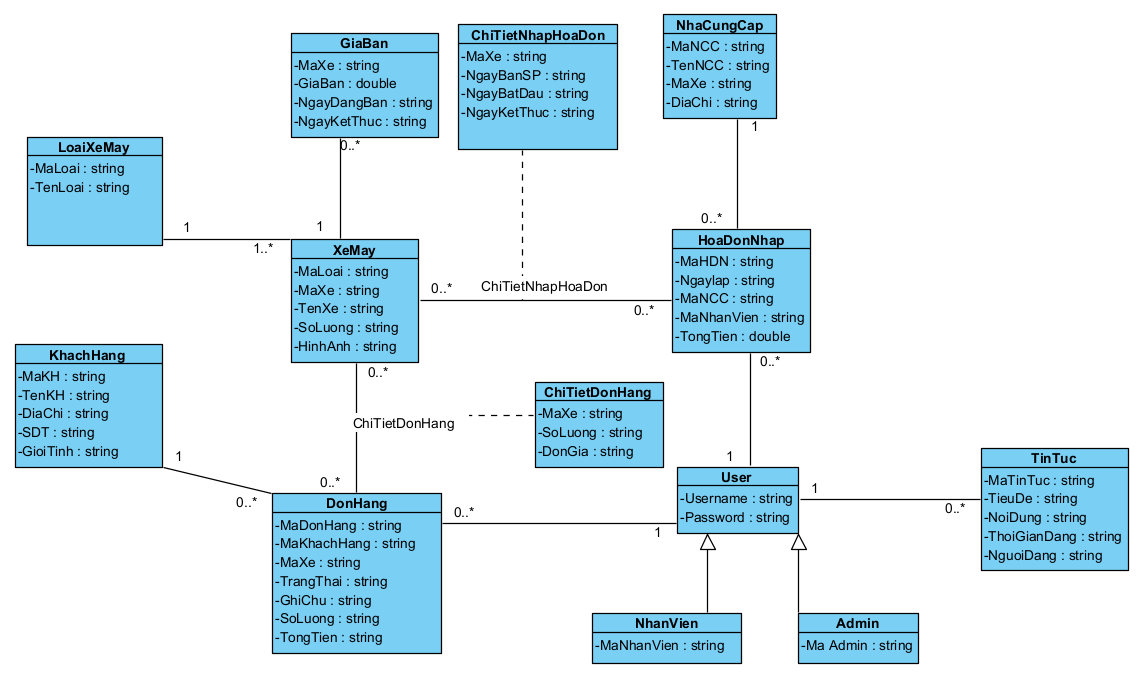 GiaBan
-MaXe : string
-GiaBan : double
-NgayDangBan : string
-NgayKetThuc : string
0..*
ChiTietNhapHoaDon
-MaXe : string
-NgayBanSP : string
-NgayBatDau : string
-NgayKetThuc : string
NhaCungCap
-MaNCC : string
-TenNCC : string
-MaXe : string
-DiaChi : string
1
0..*
LoaiXeMay
-MaLoai : string
-TenLoai : string
1
1..*
1
XeMay
-MaLoai : string
-MaXe : string
-TenXe : string
-SoLuong : string
-HinhAnh : string
0..*
ChiTietNhapHoaDon
0..*
HoaDonNhap
-MaHDN : string
-Ngaylap : string
-MaNCC : string
-MaNhanVien : string
-TongTien : double
0..*
1
KhachHang
-MaKH : string
-TenKH : string
-DiaChi : string
-SDT : string
-GioiTinh : string
1
0..*
0..*
ChiTietDonHang
0..*
ChiTietDonHang
-MaXe : string
-SoLuong : string
-DonGia : string
DonHang
-MaDonHang : string
-MaKhachHang : string
-MaXe : string
-TrangThai : string
-GhiChu : string
-SoLuong : string
-TongTien : string
0..*
1
User
-Username : string
-Password : string
1
0..*
TinTuc
-MaTinTuc : string
-TieuDe : string
-NoiDung : string
-ThoiGianDang : string
-NguoiDang : string
NhanVien
-MaNhanVien : string
Admin
-Ma Admin : string